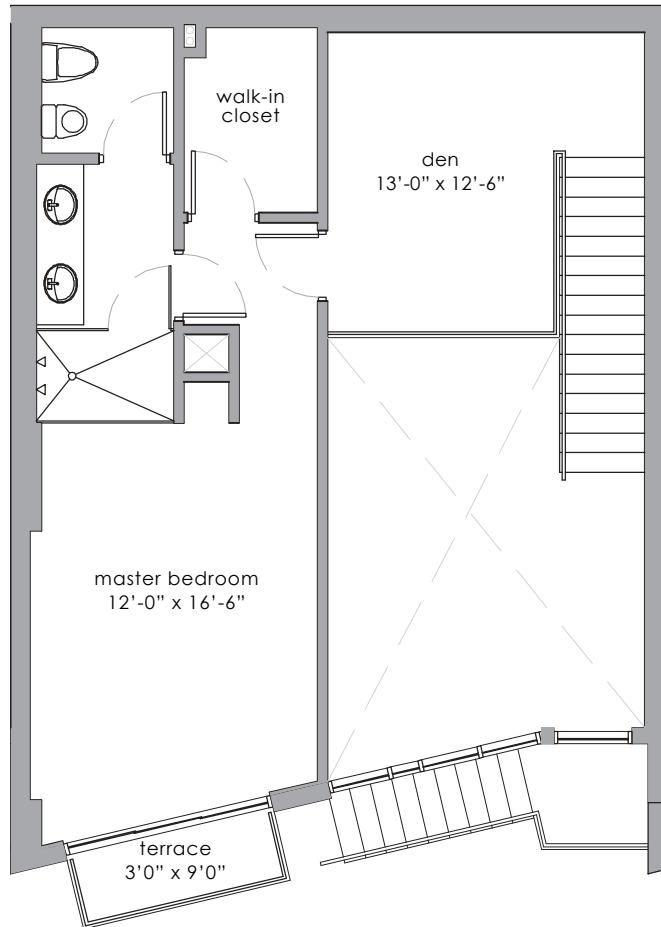 walk-in
closet
den
13’-0” x 12’-6”
master bedroom
12’-0” x 16’-6”
terrace
3’0” x 9’0”